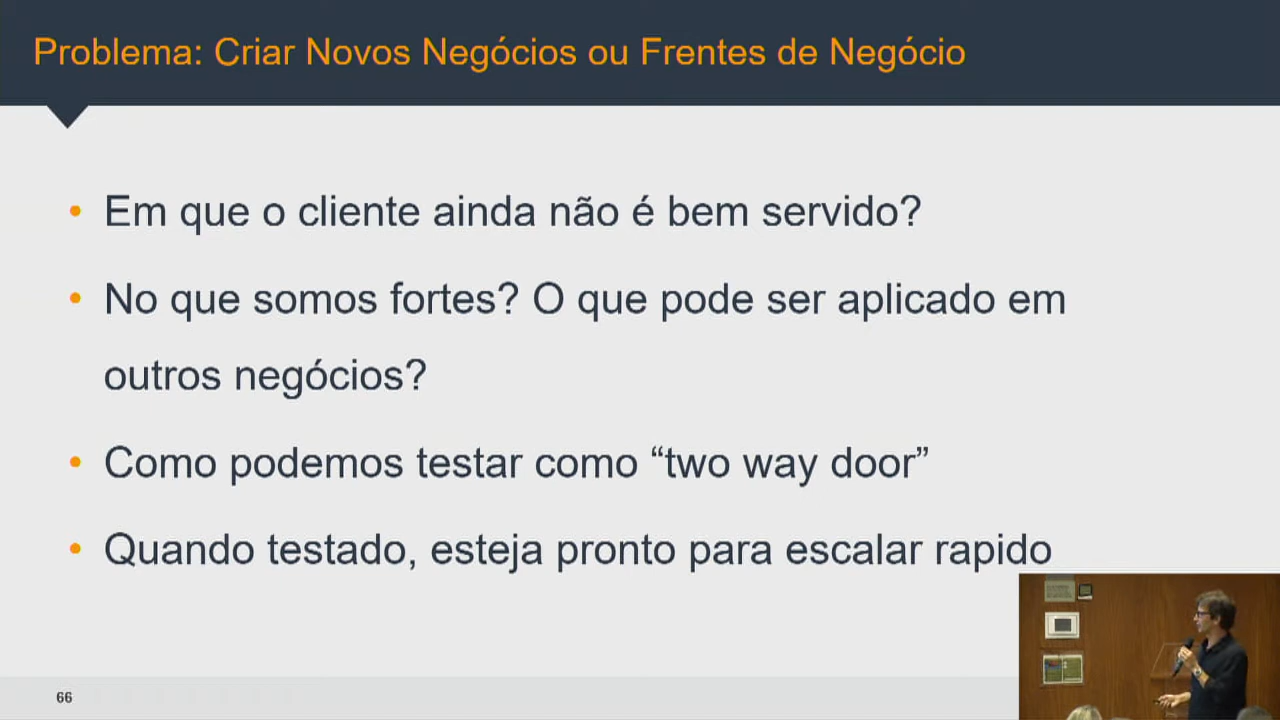 Problema: Criar Novos Negócios ou Frentes de Negócio
• Em que o cliente ainda não é bem servido?
• No que somos fortes? O que pode ser aplicado em
outros negócios?
• Como podemos testar como “two way door”
• Quando testado, esteja pronto para escalar rapido
66